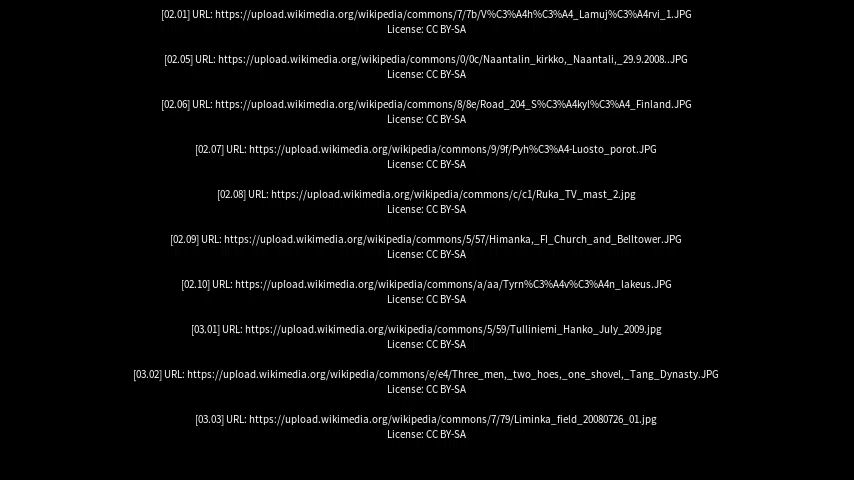 [02.01] URL: https://upload.wikimedia.org/wikipedia/commons/7/7b/V%C3%A4h%C3%A4_Lamuj%C3%A4rvi_1.JPG
License: CC BY-SA
[02.05] URL: https://upload.wikimedia.org/wikipedia/commons/0/0c/Naantalin_kirkko,_Naantali,_29.9.2008..JPG
License: CC BY-SA
[02.06] URL: https://upload.wikimedia.org/wikipedia/commons/8/8e/Road_204_S%C3%A4kyl%C3%A4_Finland.JPG
License: CC BY-SA
[02.07] URL: https://upload.wikimedia.org/wikipedia/commons/9/9f/Pyh%C3%A4-Luosto_porot.JPG
License: CC BY-SA
[02.08] URL: https://upload.wikimedia.org/wikipedia/commons/c/c1/Ruka_TV_mast_2.jpg
License: CC BY-SA
[02.09] URL: https://upload.wikimedia.org/wikipedia/commons/5/57/Himanka,_FI_Church_and_Belltower.JPG
License: CC BY-SA
[02.10] URL: https://upload.wikimedia.org/wikipedia/commons/a/aa/Tyrn%C3%A4v%C3%A4n_lakeus.JPG
License: CC BY-SA
[03.01] URL: https://upload.wikimedia.org/wikipedia/commons/5/59/Tulliniemi_Hanko_July_2009.jpg
License: CC BY-SA
[03.02] URL: https://upload.wikimedia.org/wikipedia/commons/e/e4/Three_men,_two_hoes,_one_shovel,_Tang_Dynasty.JPG
License: CC BY-SA
[03.03] URL: https://upload.wikimedia.org/wikipedia/commons/7/79/Liminka_field_20080726_01.jpg
License: CC BY-SA